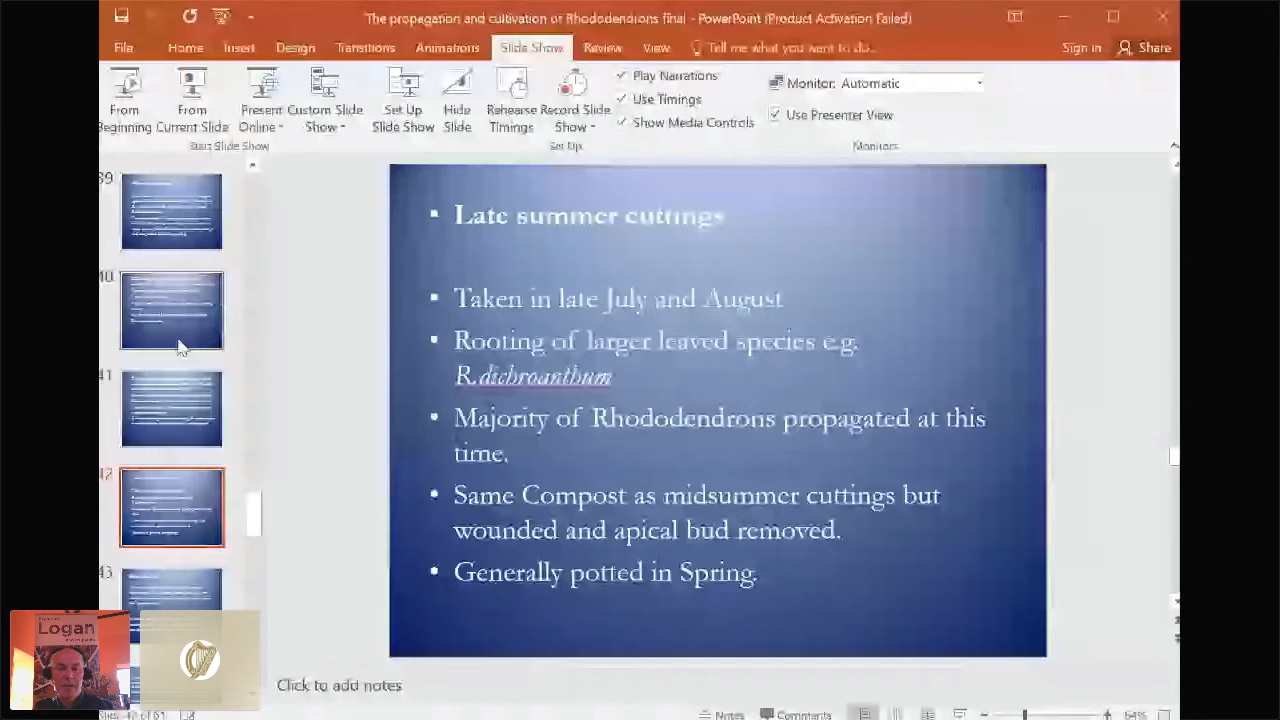 The propagation and cultivation of Rhododendrons final - PowerPoint (Product Activation Failed)
File Home Insert Design Transitions Animations Slide Show Review View Tell me what you want to do... Sign in Share
From Beginning
From Current Slide
Present Online
Custom Slide Show
Set Up Slide Show
Hide Slide
Rehearse Timings
Record Slide Show
Play Narrations
Use Timings
Show Media Controls
Monitor: Automatic
Use Presenter View
Start Slide Show
Set Up
Monitors
39
40
41
42
43
• Late summer cuttings
• Taken in late July and August
• Rooting of larger leaved species e.g.
R.dichroanthum
• Majority of Rhododendrons propagated at this
time.
• Same Compost as midsummer cuttings but
wounded and apical bud removed.
• Generally potted in Spring.
Logan
Click to add notes
Notes Comments